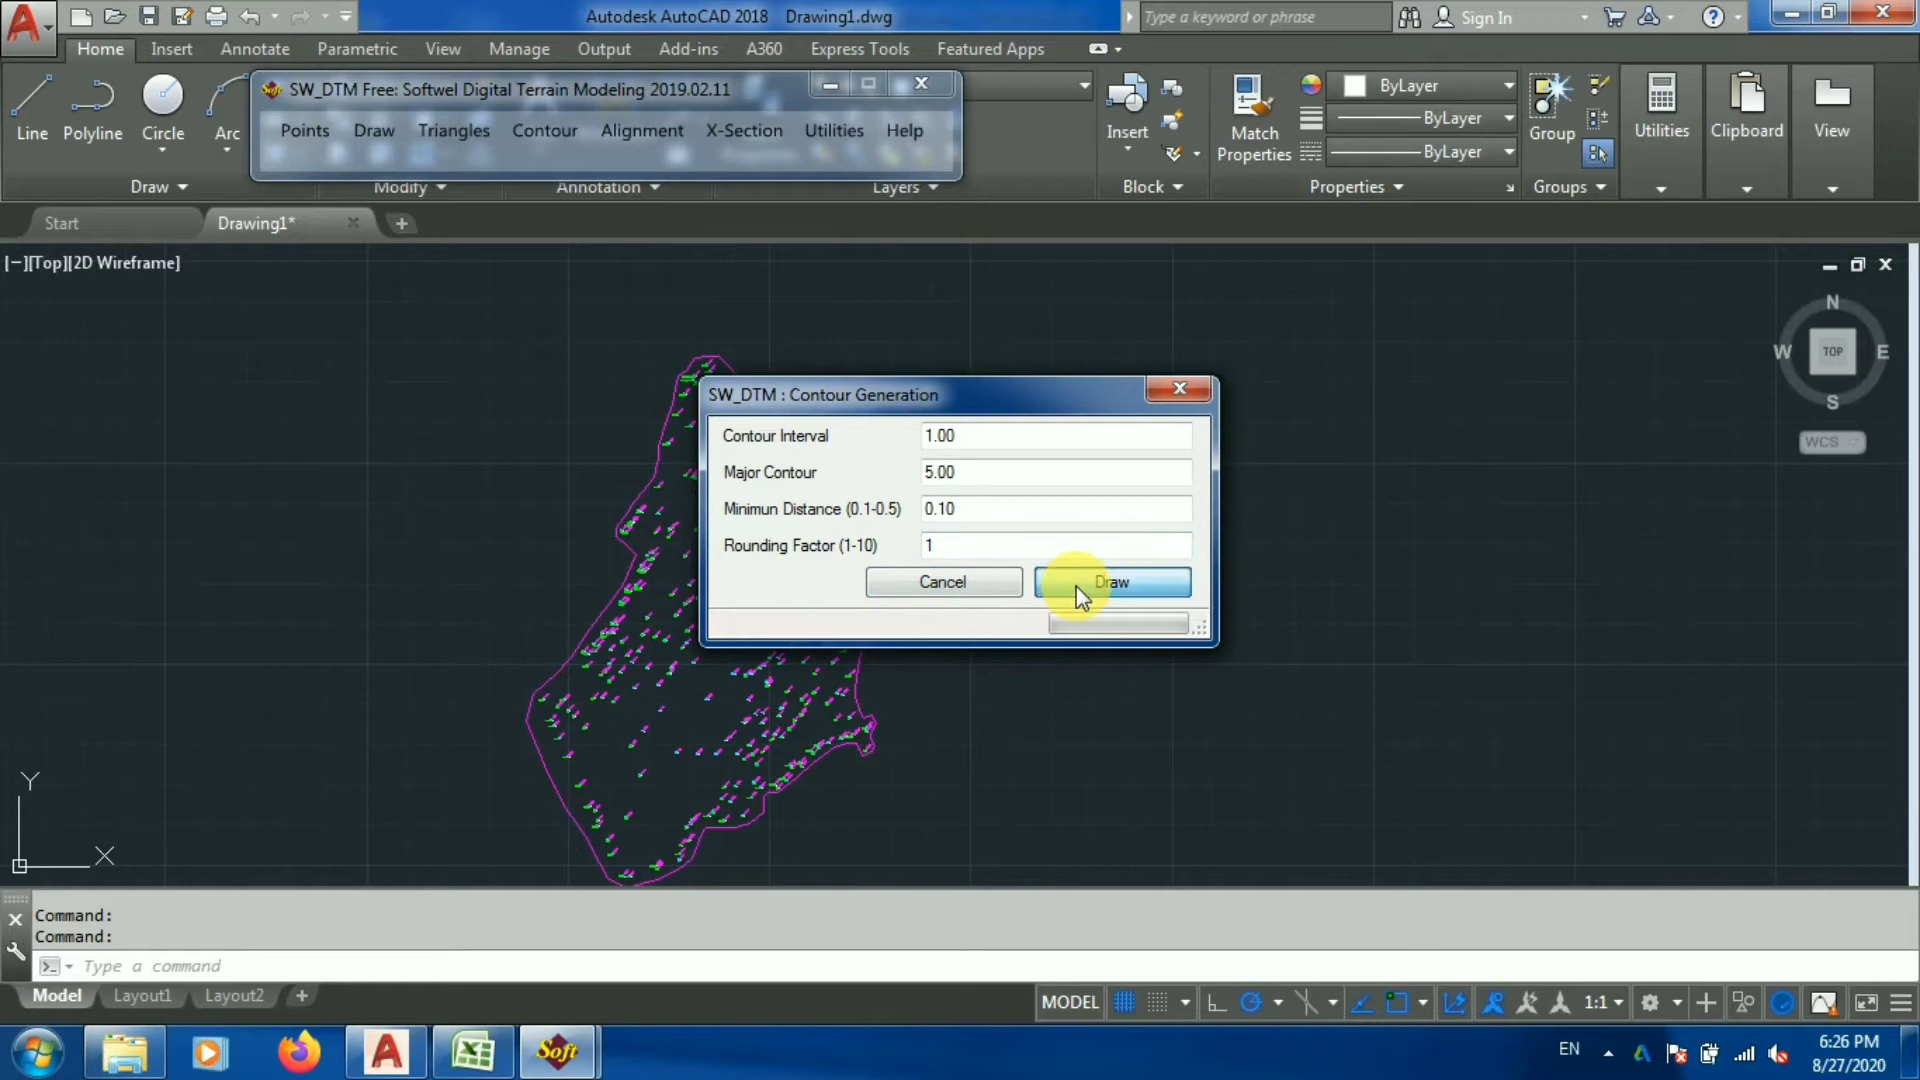 Autodesk AutoCAD 2018 Drawing1.dwg
Type a keyword or phrase
Sign In
Home Insert Annotate Parametric View Manage Output Add-ins A360 Express Tools Featured Apps
SW_DTM Free: Softwel Digital Terrain Modeling 2019.02.11
Points Draw Triangles Contour Alignment X-Section Utilities Help
Line Polyline Circle Arc
Insert
Match
Properties
ByLayer
ByLayer
ByLayer
Group
Utilities Clipboard View
Draw Modify Annotation Layers Block Properties Groups
Start Drawing1*
[–][Top][2D Wireframe]
N
W TOP E
S
WCS
SW_DTM : Contour Generation
Contour Interval 1.00
Major Contour 5.00
Minimun Distance (0.1-0.5) 0.10
Rounding Factor (1-10) 1
Cancel Draw
Y
X
Command:
Command:
Type a command
Model Layout1 Layout2
MODEL 1:1
Soft
EN
6:26 PM
8/27/2020